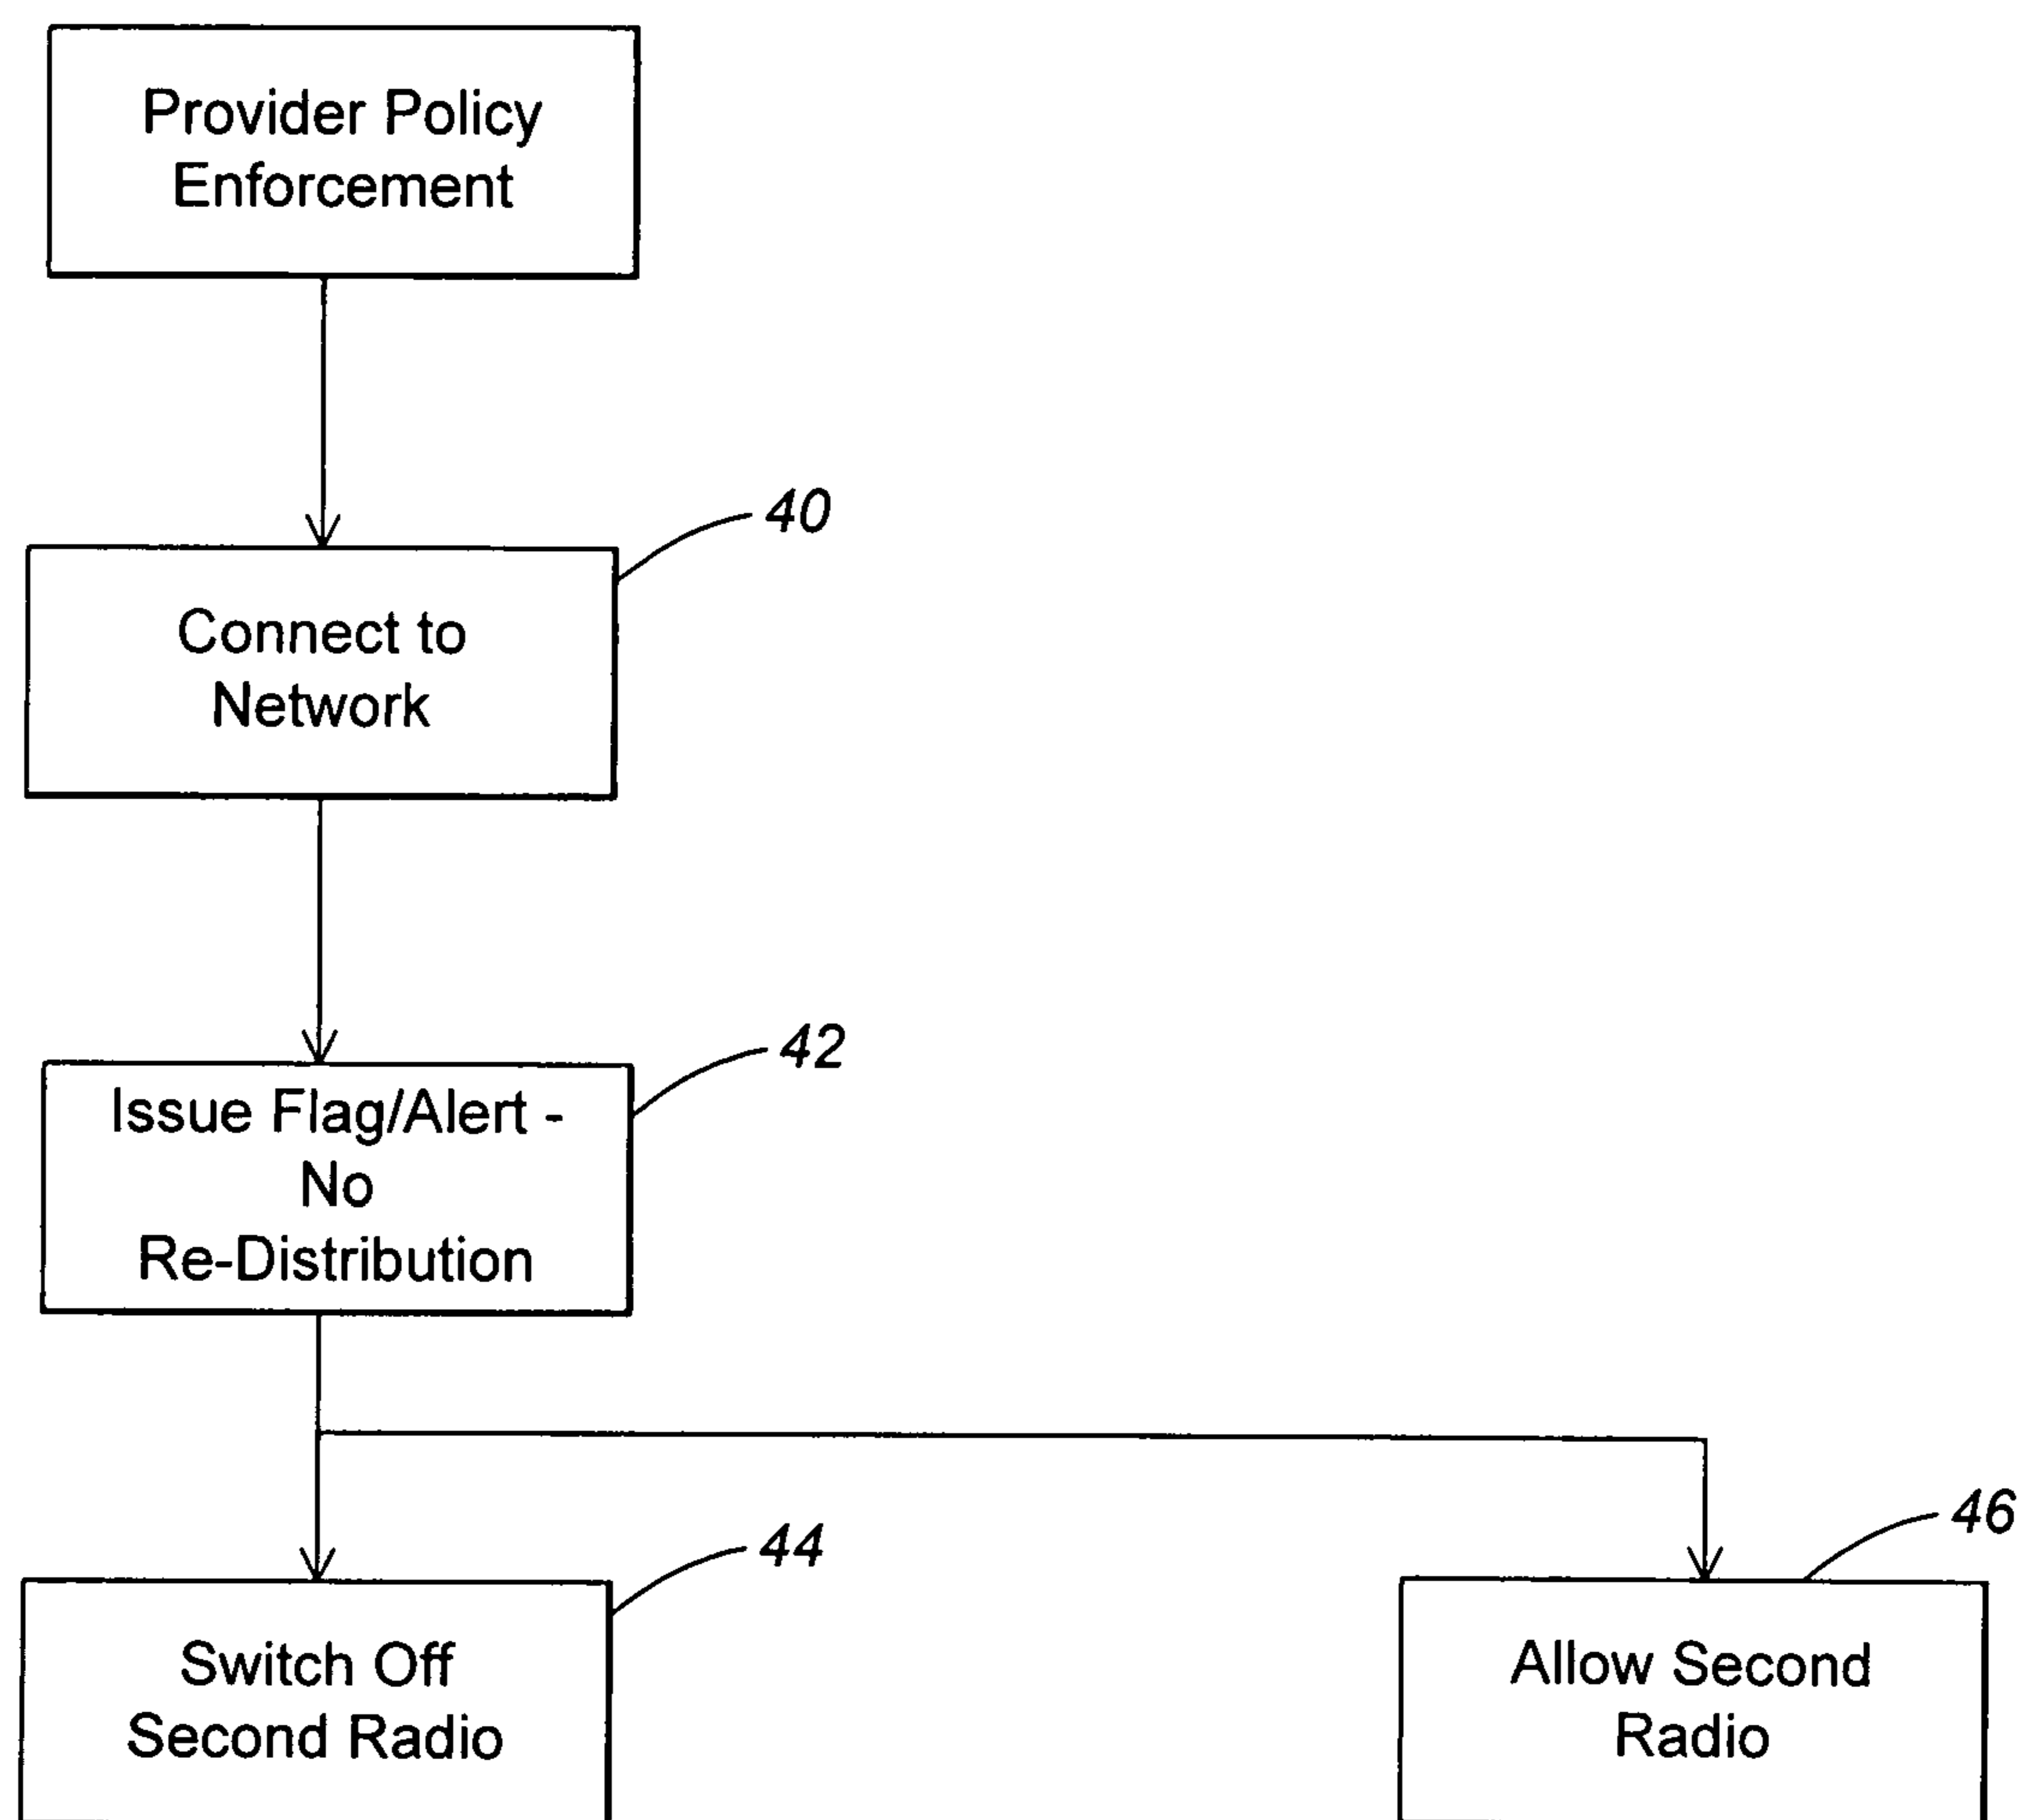 Provider Policy
Enforcement
40
Connect to
Network
42
Issue Flag/Alert -
No
Re-Distribution
44
Switch Off
Second Radio
46
Allow Second
Radio